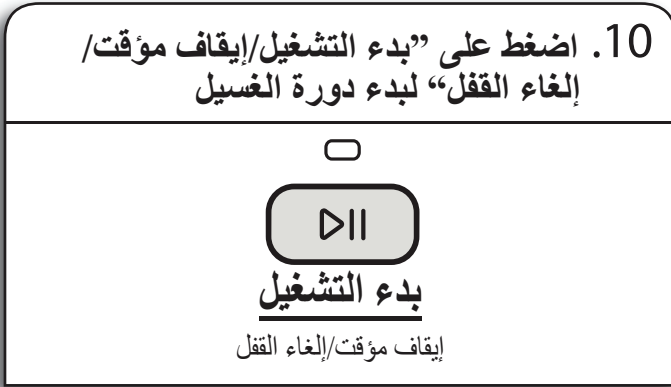 10. اضغط على ”بدء التشغيل/إيقاف مؤقت/
إلغاء القفل“ لبدء دورة الغسيل
بدء التشغيل
إيقاف مؤقت/إلغاء القفل